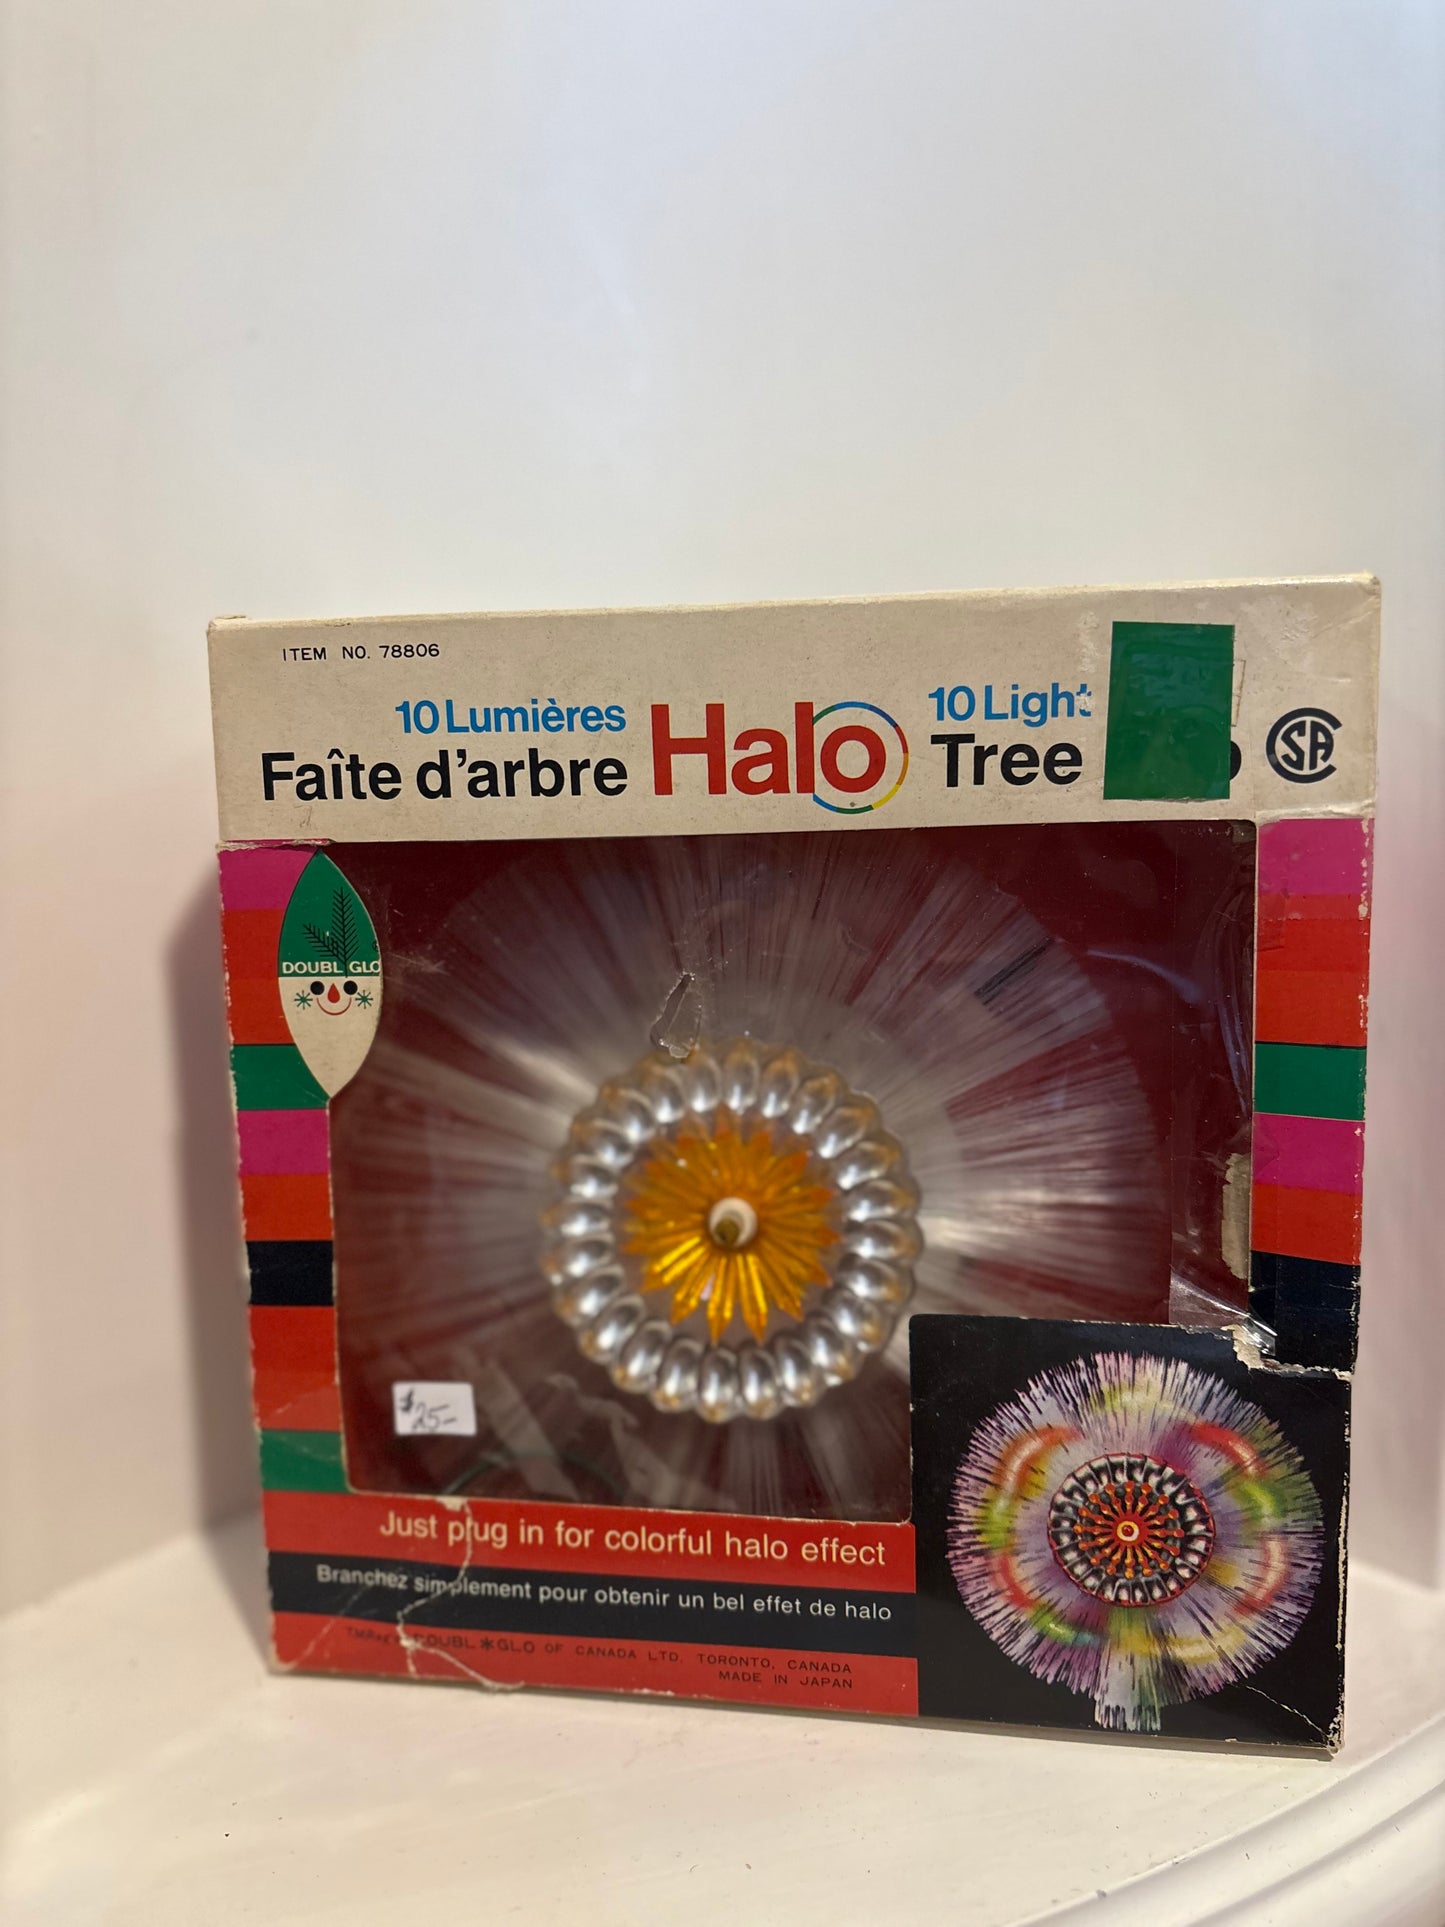 ITEM NO. 78806
10 Lumières
Faîte d'arbre
Halo
10 Light
Tree
CSA
DOUBL GLO
$25-
Just plug in for colorful halo effect
Branchez simplement pour obtenir un bel effet de halo
DOUBL*GLO OF CANADA LTD. TORONTO, CANADA
MADE IN JAPAN